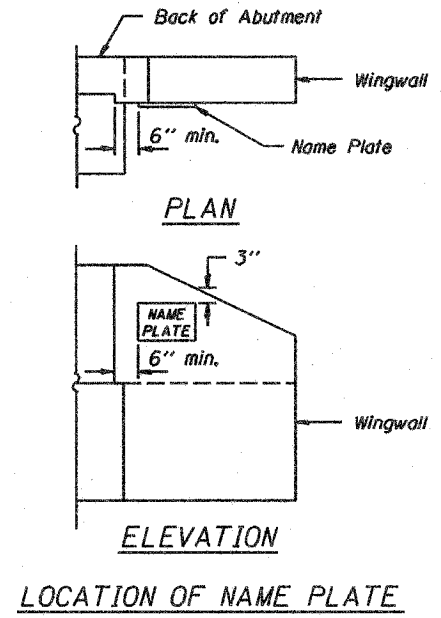 Back of Abutment
Wingwall
6" min.
Name Plate
PLAN
3"
NAME
PLATE
6" min.
Wingwall
ELEVATION
LOCATION OF NAME PLATE